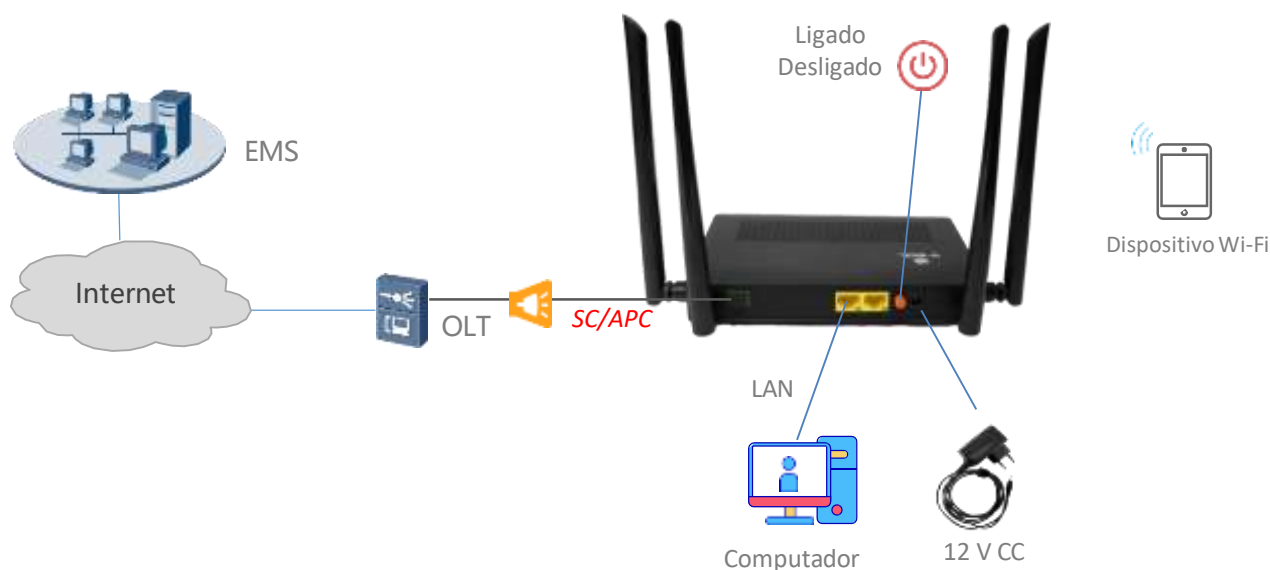 Ligado
Desligado
EMS
Dispositivo Wi-Fi
Internet
OLT
SC/APC
LAN
Computador
12 V CC